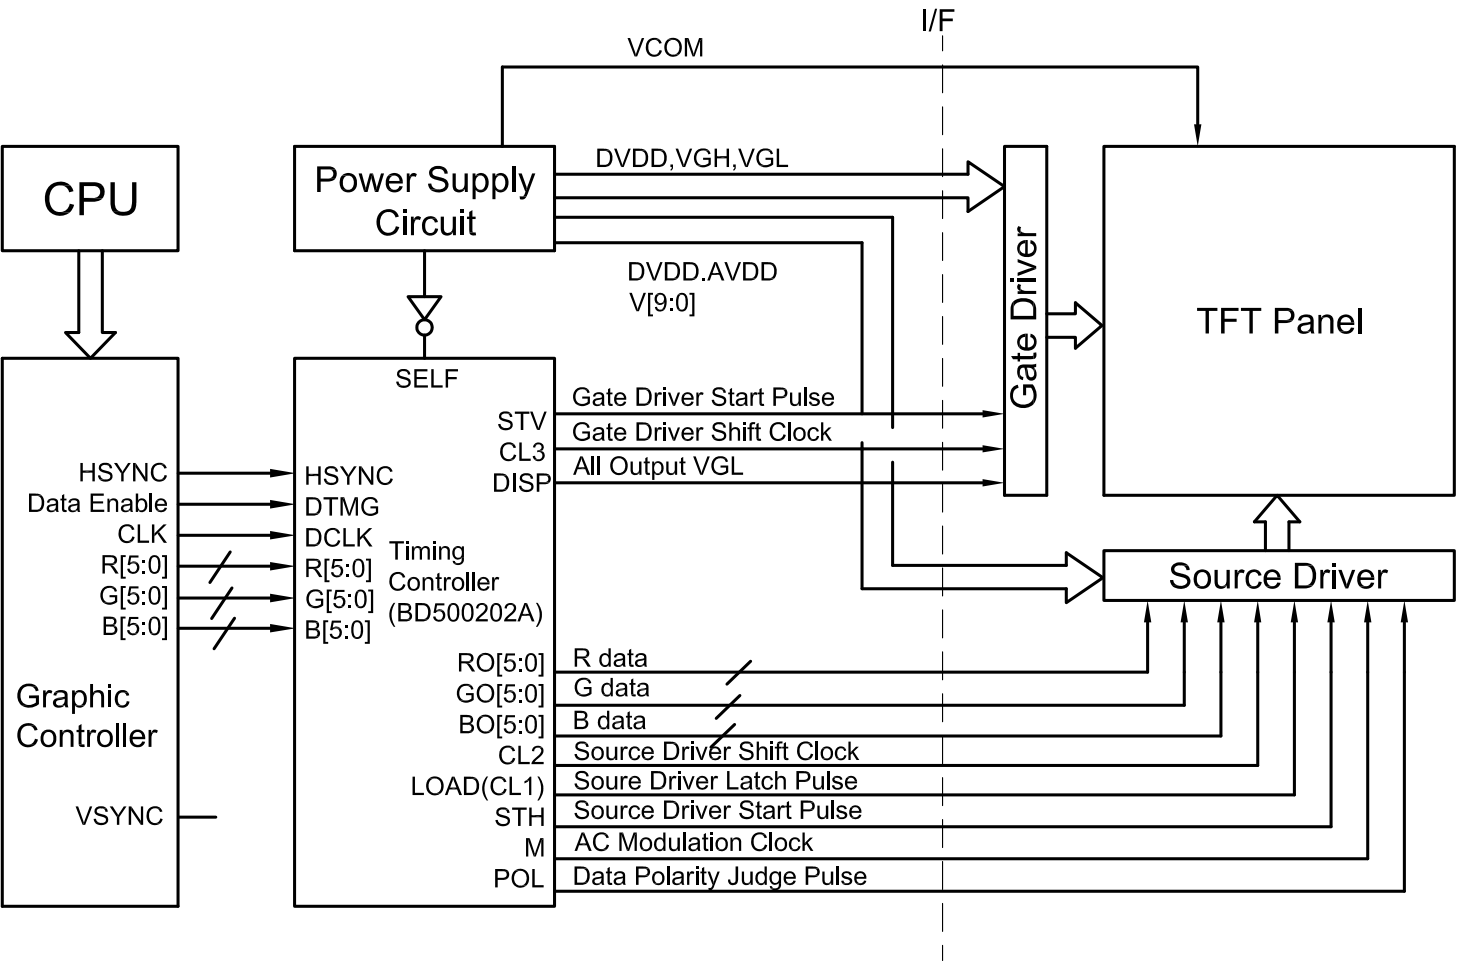 I/F
VCOM
CPU
Power Supply
Circuit
DVDD,VGH,VGL
DVDD.AVDD
V[9:0]
Gate Driver
TFT Panel
SELF
Gate Driver Start Pulse
STV
Gate Driver Shift Clock
CL3
All Output VGL
DISP
HSYNC
Data Enable
CLK
R[5:0]
G[5:0]
B[5:0]
Graphic
Controller
VSYNC
HSYNC
DTMG
DCLK
R[5:0]
G[5:0]
B[5:0]
Timing
Controller
(BD500202A)
Source Driver
RO[5:0]
R data
GO[5:0]
G data
BO[5:0]
B data
CL2
Source Driver Shift Clock
LOAD(CL1)
Soure Driver Latch Pulse
STH
Source Driver Start Pulse
M
AC Modulation Clock
POL
Data Polarity Judge Pulse